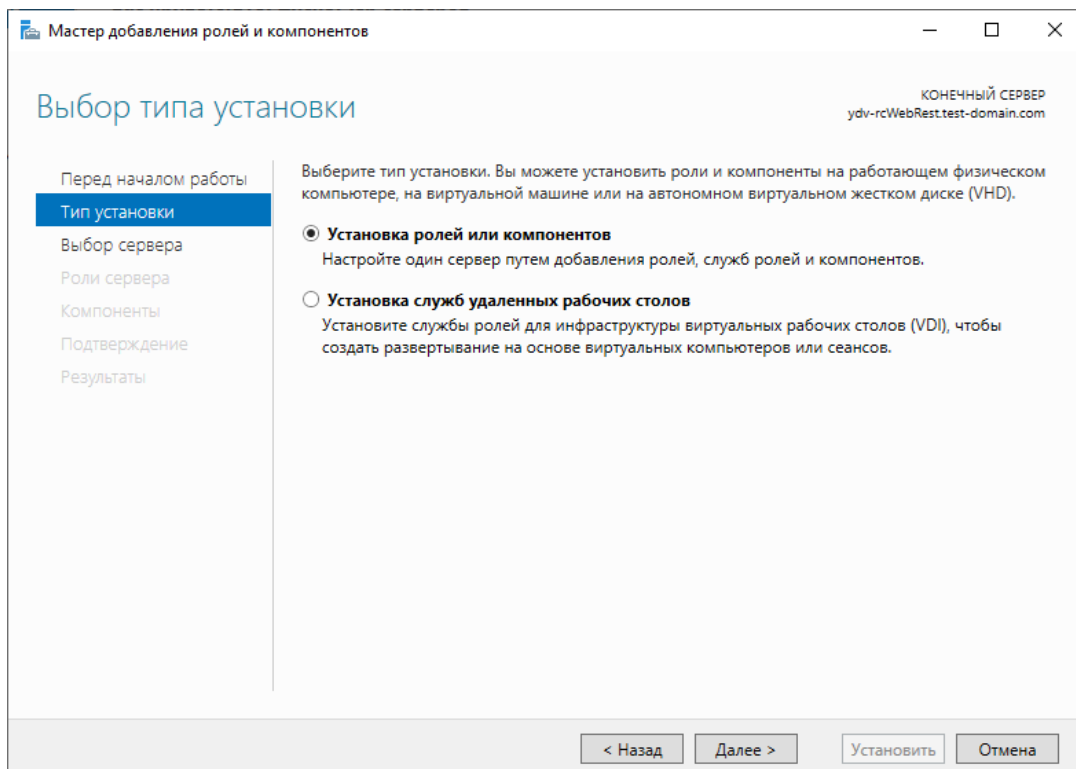 Мастер добавления ролей и компонентов
Выбор типа установки
КОНЕЧНЫЙ СЕРВЕР
ydv-rcWebRest.test-domain.com
Перед началом работы
Тип установки
Выбор сервера
Роли сервера
Компоненты
Подтверждение
Результаты
Выберите тип установки. Вы можете установить роли и компоненты на работающем физическом
компьютере, на виртуальной машине или на автономном виртуальном жестком диске (VHD).
Установка ролей или компонентов
Настройте один сервер путем добавления ролей, служб ролей и компонентов.
Установка служб удаленных рабочих столов
Установите службы ролей для инфраструктуры виртуальных рабочих столов (VDI), чтобы
создать развертывание на основе виртуальных компьютеров или сеансов.
< Назад
Далее >
Установить
Отмена